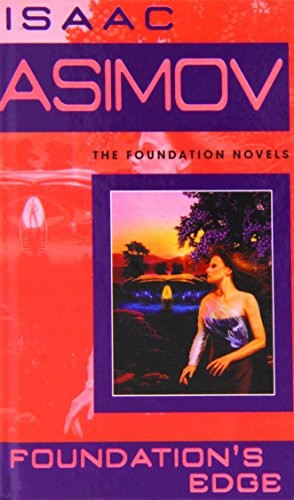 ISAAC
ASIMOV
THE FOUNDATION NOVELS
FOUNDATION'S
EDGE